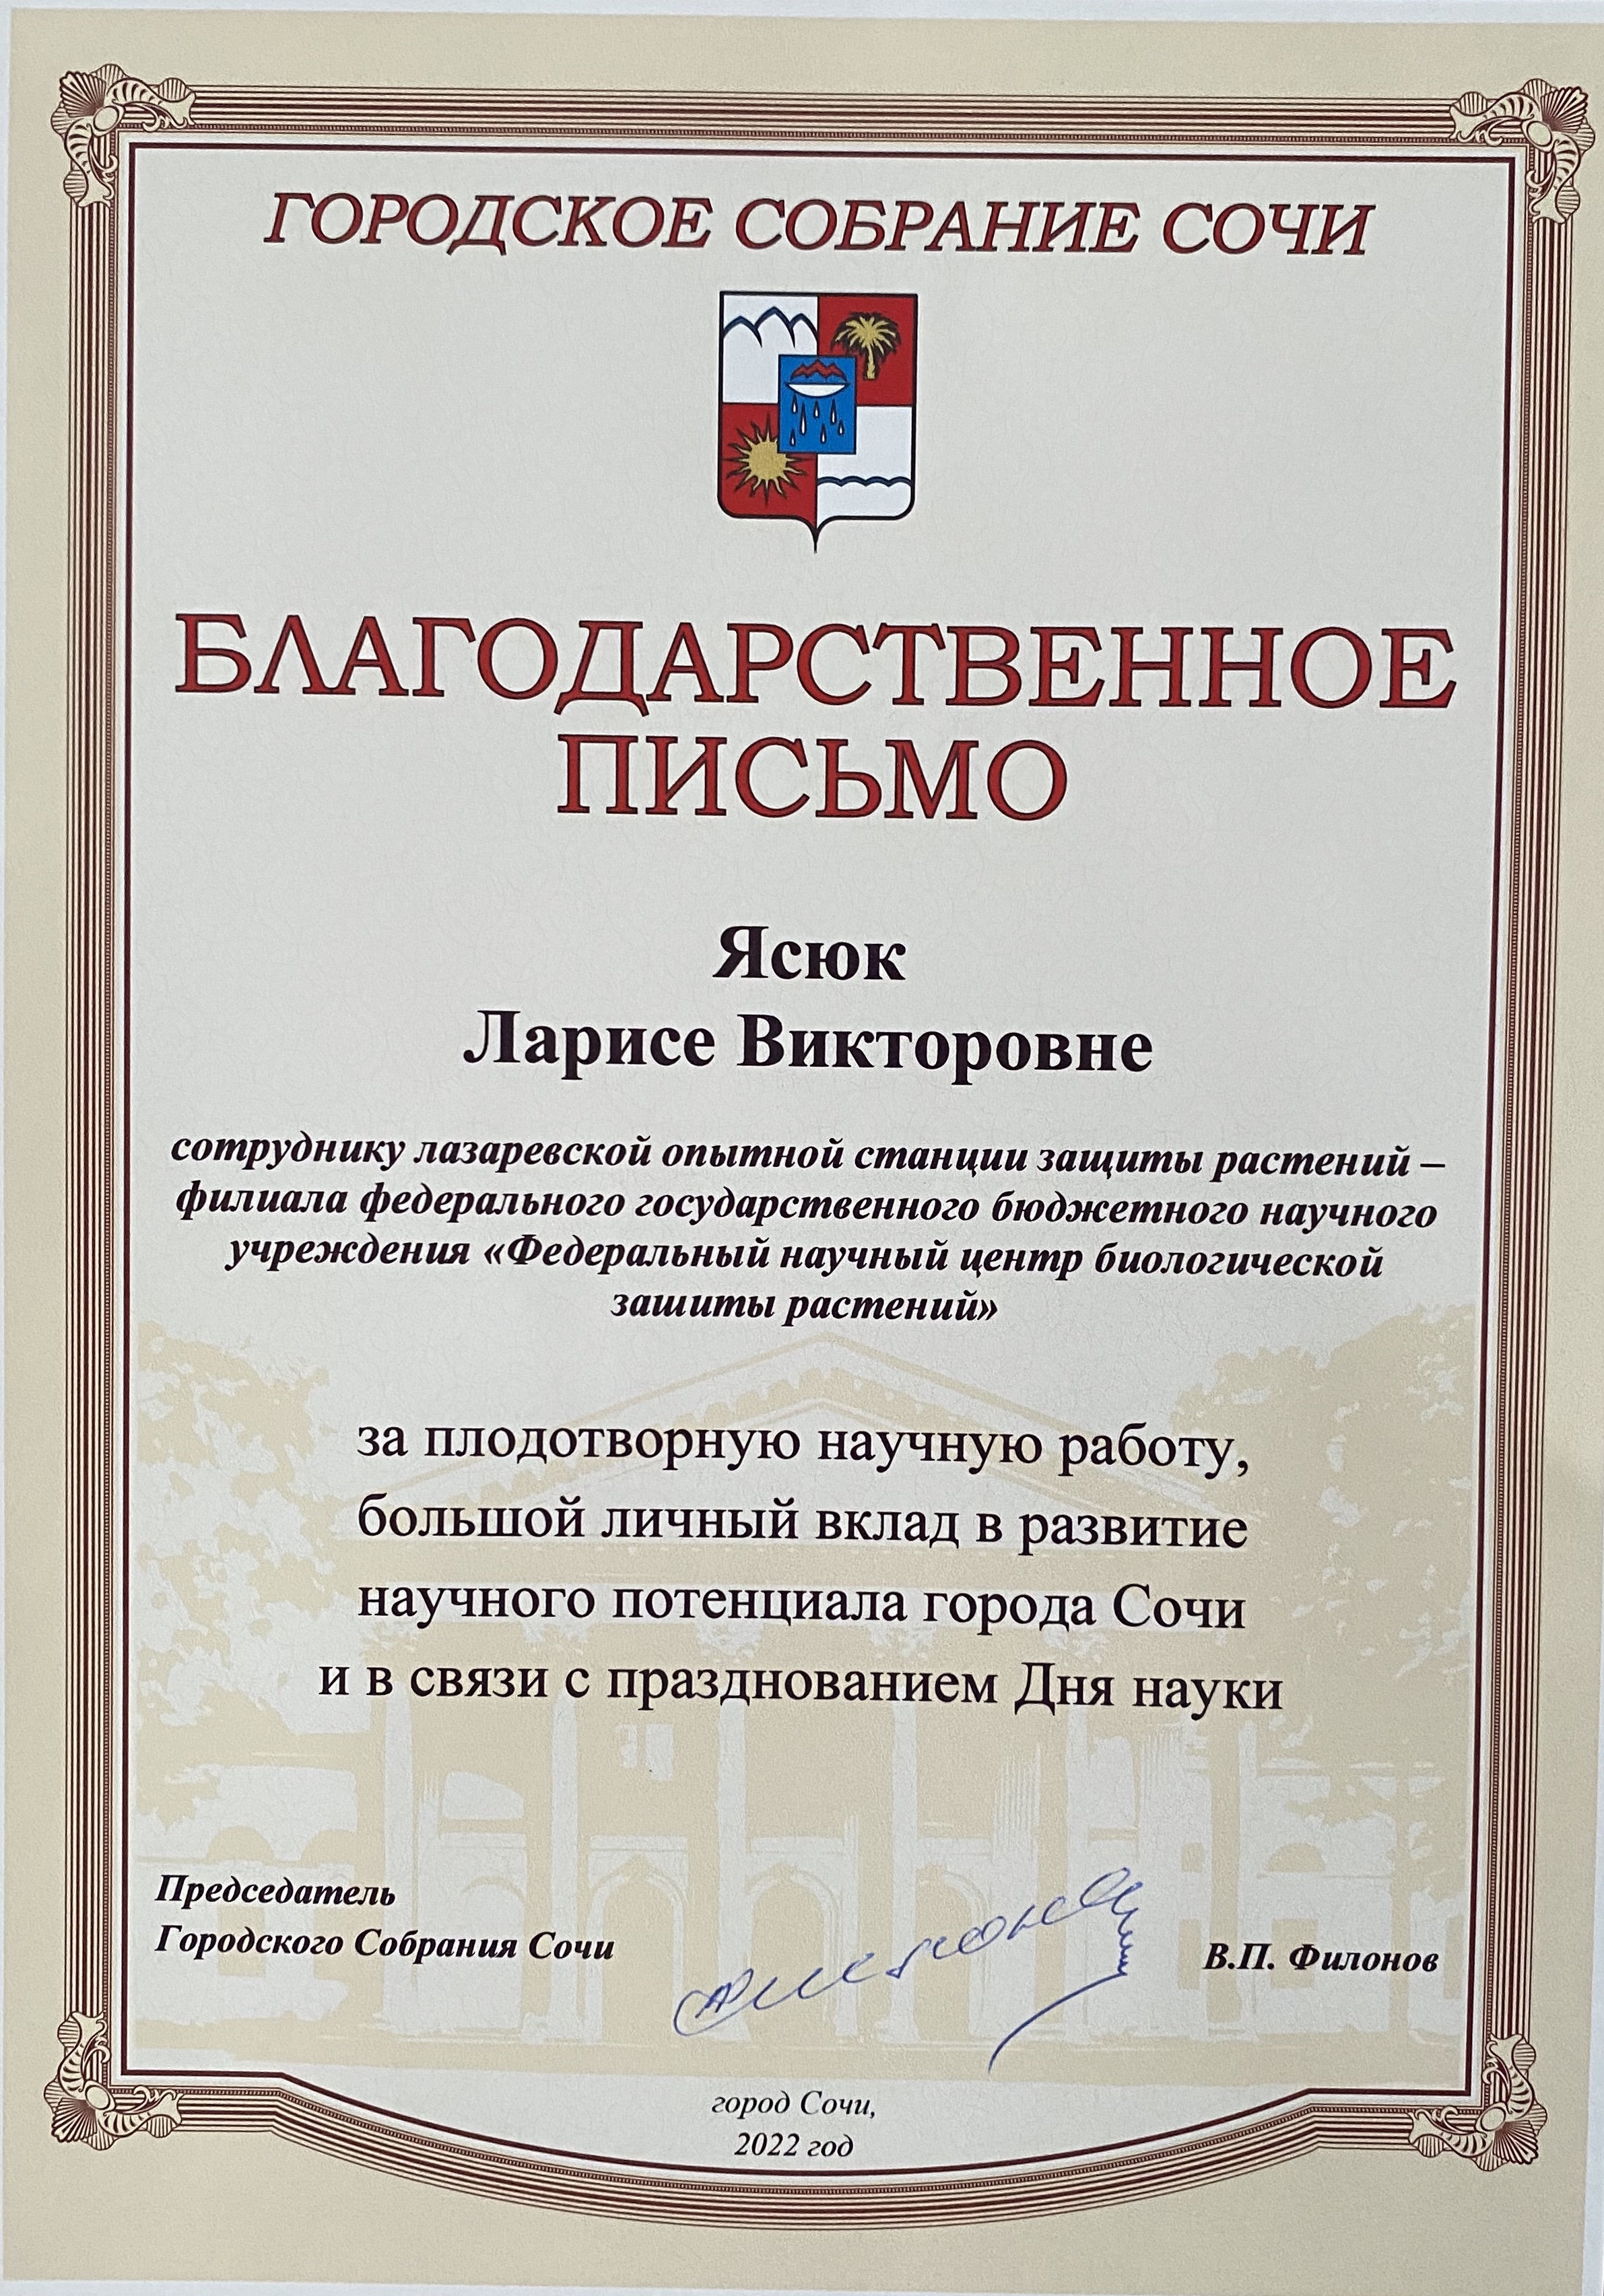 ГОРОДСКОЕ СОБРАНИЕ СОЧИ
БЛАГОДАРСТВЕННОЕ
ПИСЬМО
Ясюк
Ларисе Викторовне
сотруднику лазаревской опытной станции защиты растений –
филиала федерального государственного бюджетного научного
учреждения «Федеральный научный центр биологической
зашиты растений»
за плодотворную научную работу,
большой личный вклад в развитие
научного потенциала города Сочи
и в связи с празднованием Дня науки
Председатель
Городского Собрания Сочи
В.П. Филонов
город Сочи,
2022 год